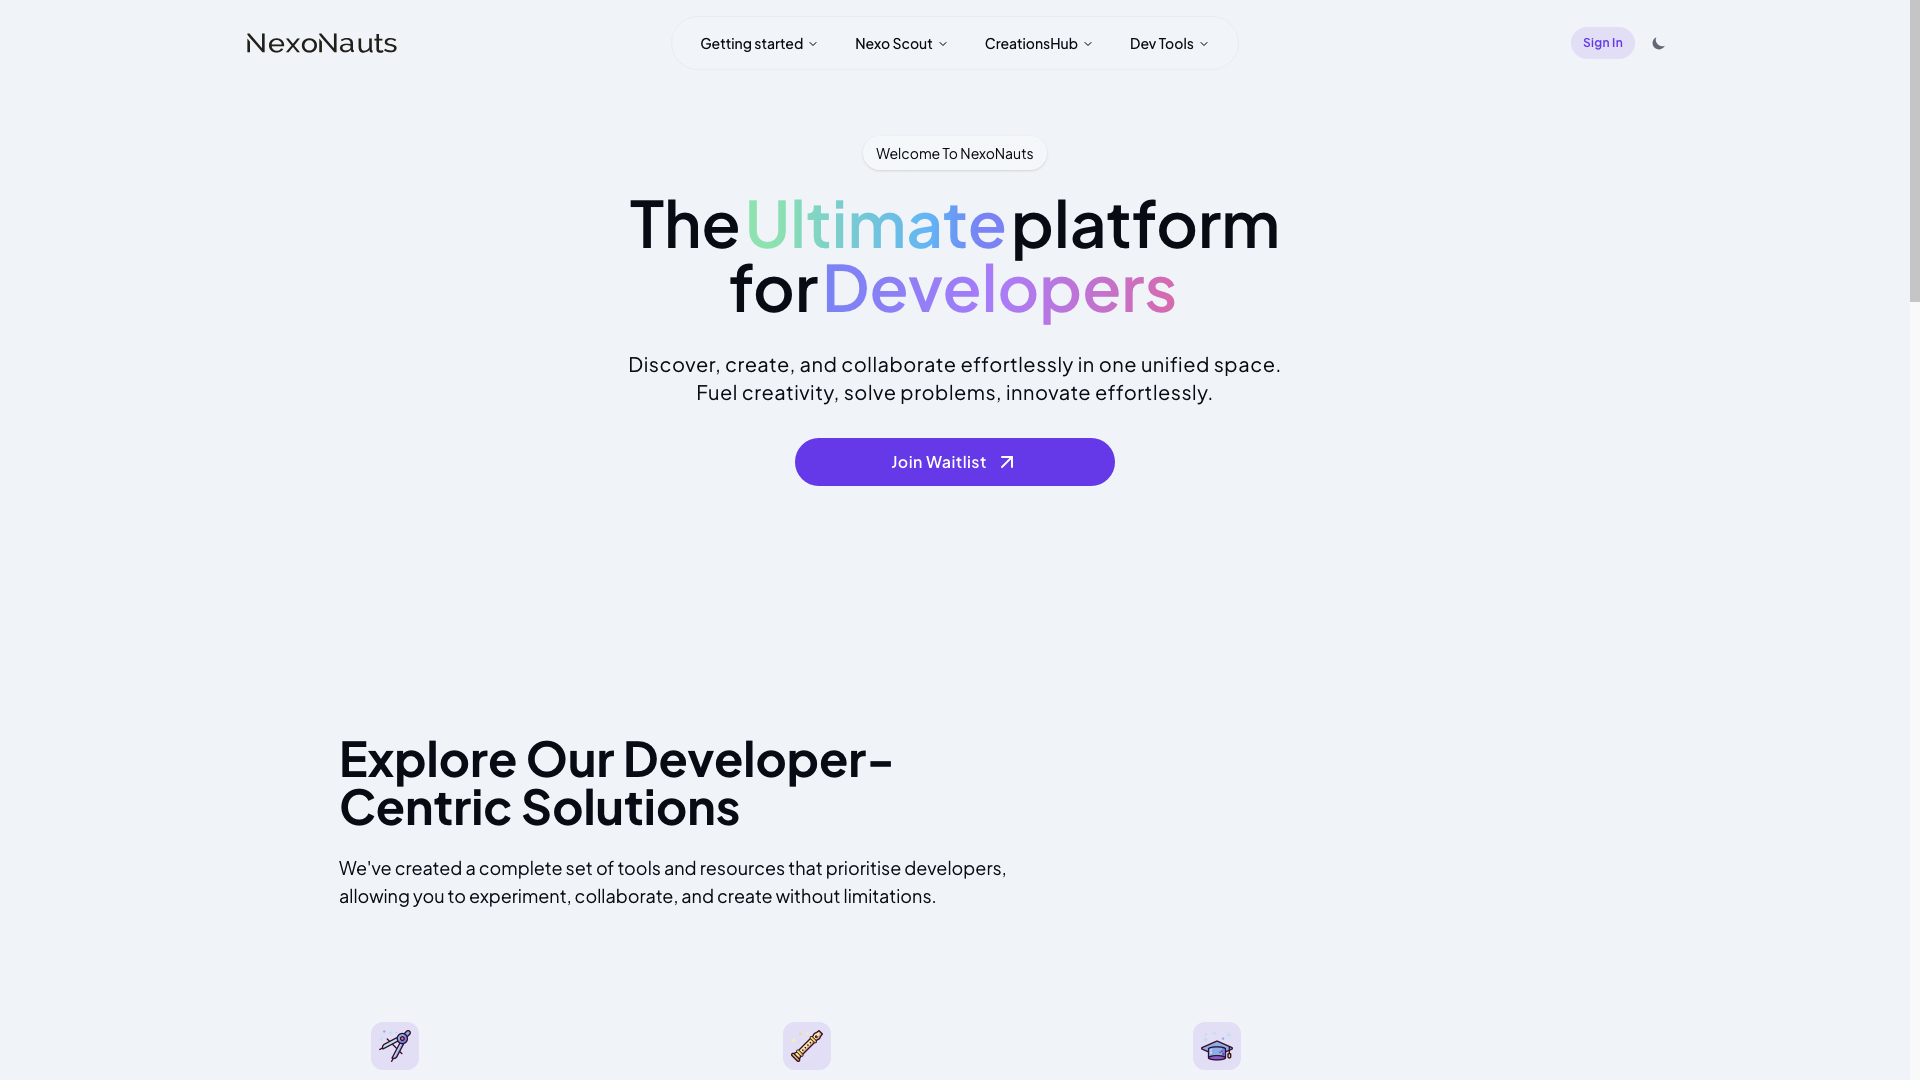 NexoNauts
Getting started
Nexo Scout
CreationsHub
Dev Tools
Sign In
Welcome To NexoNauts
The Ultimate platform
for Developers
Discover, create, and collaborate effortlessly in one unified space.
Fuel creativity, solve problems, innovate effortlessly.
Join Waitlist
Explore Our Developer-
Centric Solutions
We've created a complete set of tools and resources that prioritise developers,
allowing you to experiment, collaborate, and create without limitations.